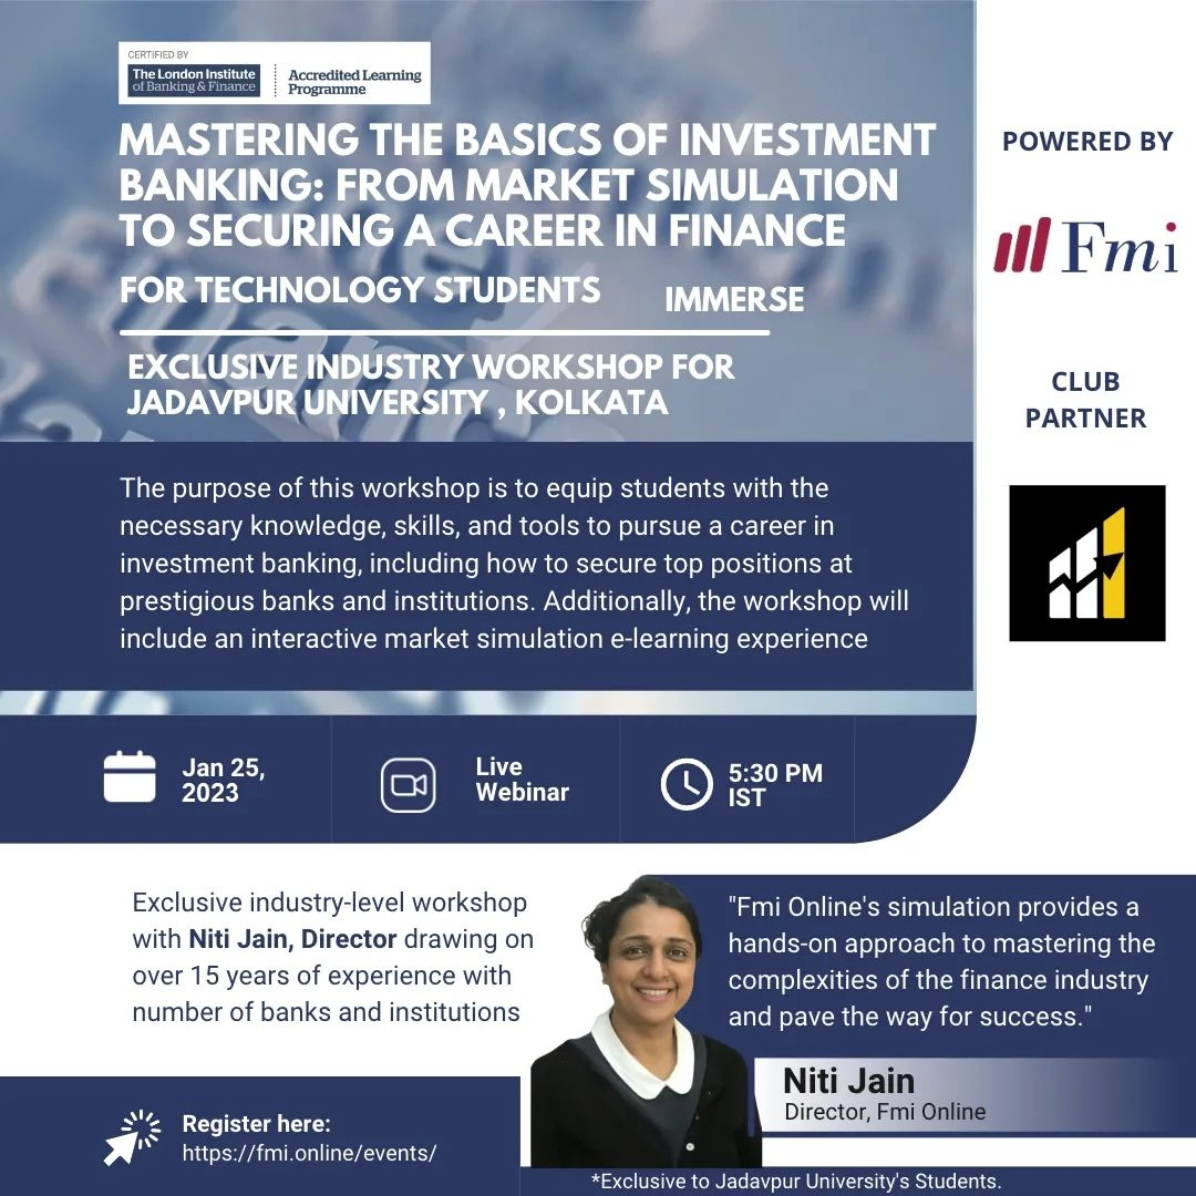 CERTIFIED BY
The London Institute
of Banking & Finance
Accredited Learning
Programme
MASTERING THE BASICS OF INVESTMENT
BANKING: FROM MARKET SIMULATION
TO SECURING A CAREER IN FINANCE
FOR TECHNOLOGY STUDENTS
IMMERSE
EXCLUSIVE INDUSTRY WORKSHOP FOR
JADAVPUR UNIVERSITY , KOLKATA
POWERED BY
Fmi
CLUB
PARTNER
The purpose of this workshop is to equip students with the
necessary knowledge, skills, and tools to pursue a career in
investment banking, including how to secure top positions at
prestigious banks and institutions. Additionally, the workshop will
include an interactive market simulation e-learning experience
Jan 25,
2023
Live
Webinar
5:30 PM
IST
Exclusive industry-level workshop
with Niti Jain, Director drawing on
over 15 years of experience with
number of banks and institutions
"Fmi Online's simulation provides a
hands-on approach to mastering the
complexities of the finance industry
and pave the way for success."
Niti Jain
Director, Fmi Online
Register here:
https://fmi.online/events/
*Exclusive to Jadavpur University's Students.